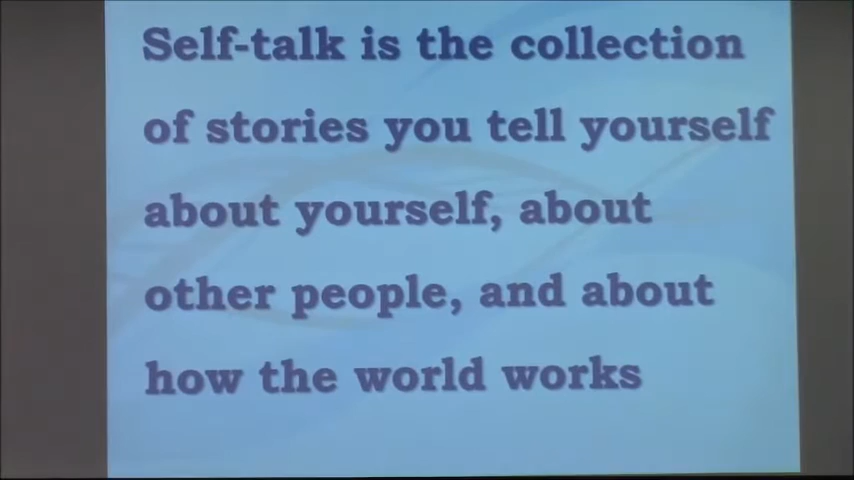 Self-talk is the collection
of stories you tell yourself
about yourself, about
other people, and about
how the world works